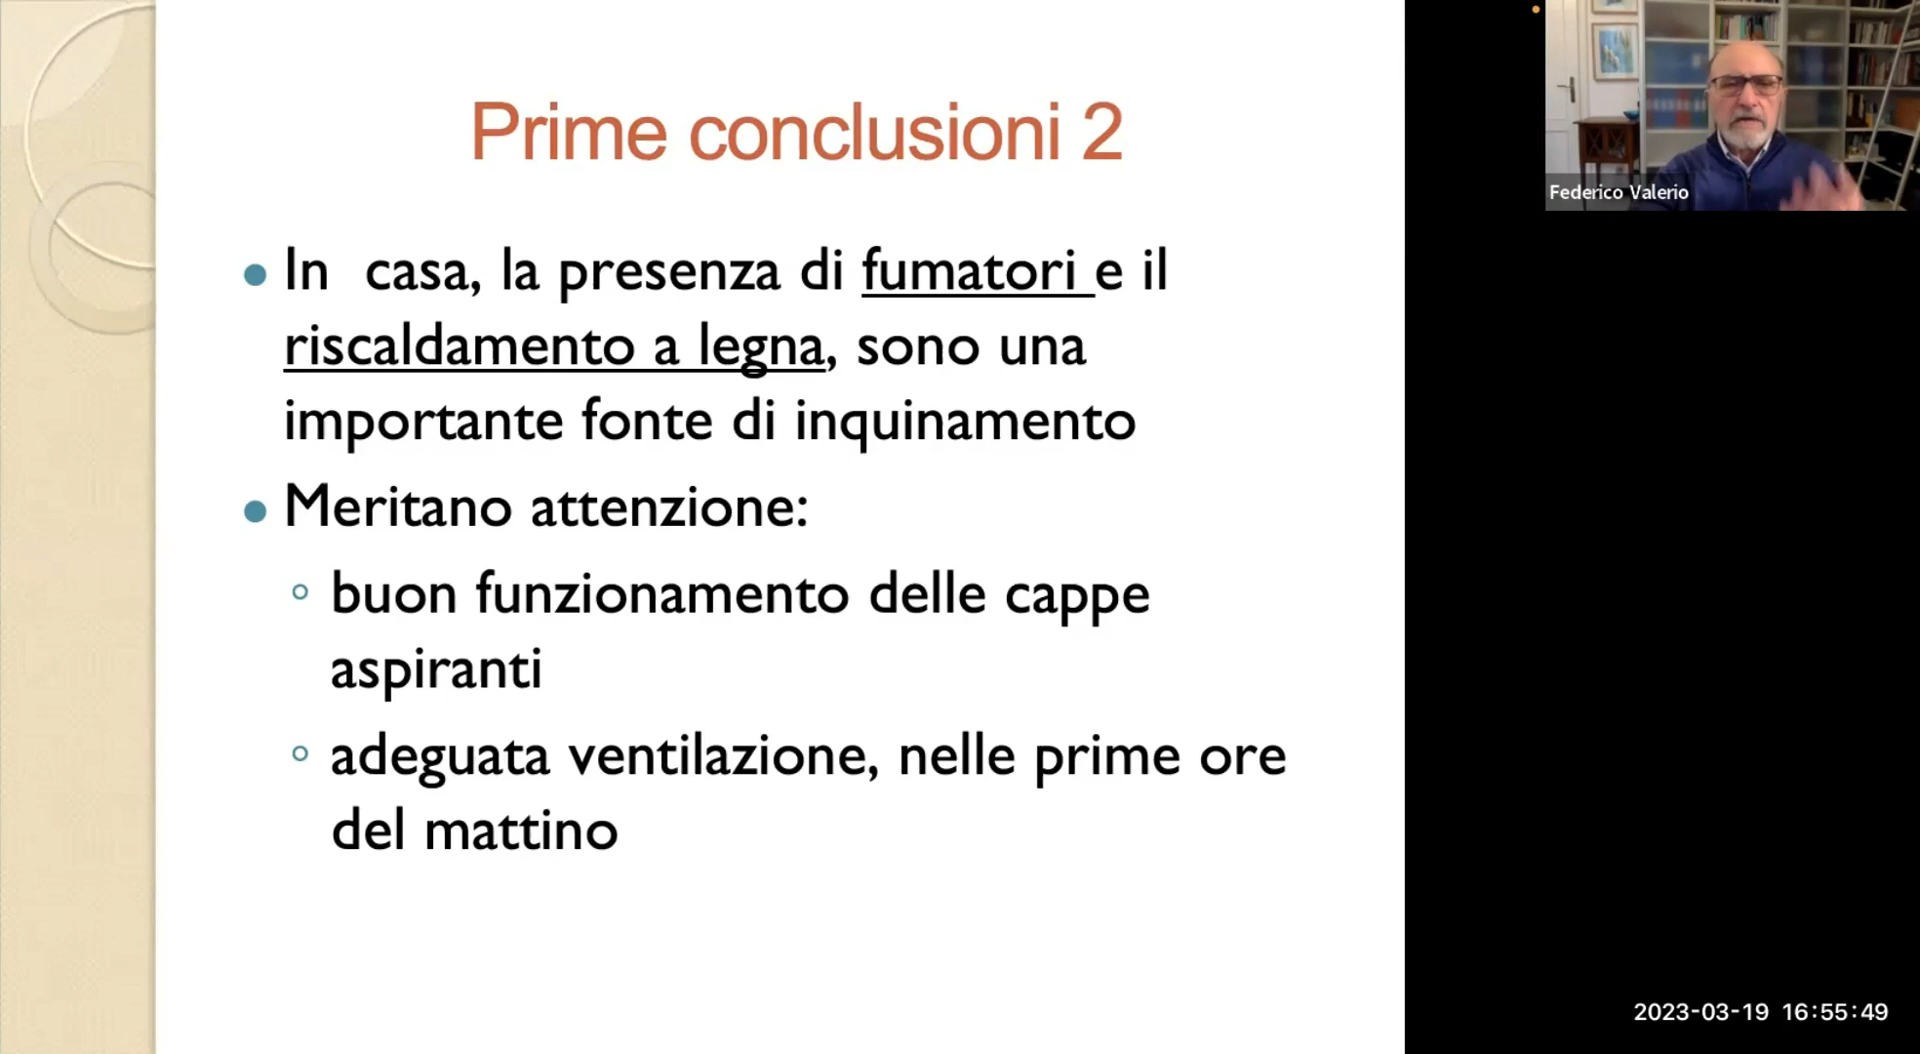 Prime conclusioni 2
In casa, la presenza di fumatori e il
riscaldamento a legna, sono una
importante fonte di inquinamento
Meritano attenzione:
buon funzionamento delle cappe
aspiranti
adeguata ventilazione, nelle prime ore
del mattino
Federico Valerio
2023-03-19 16:55:49